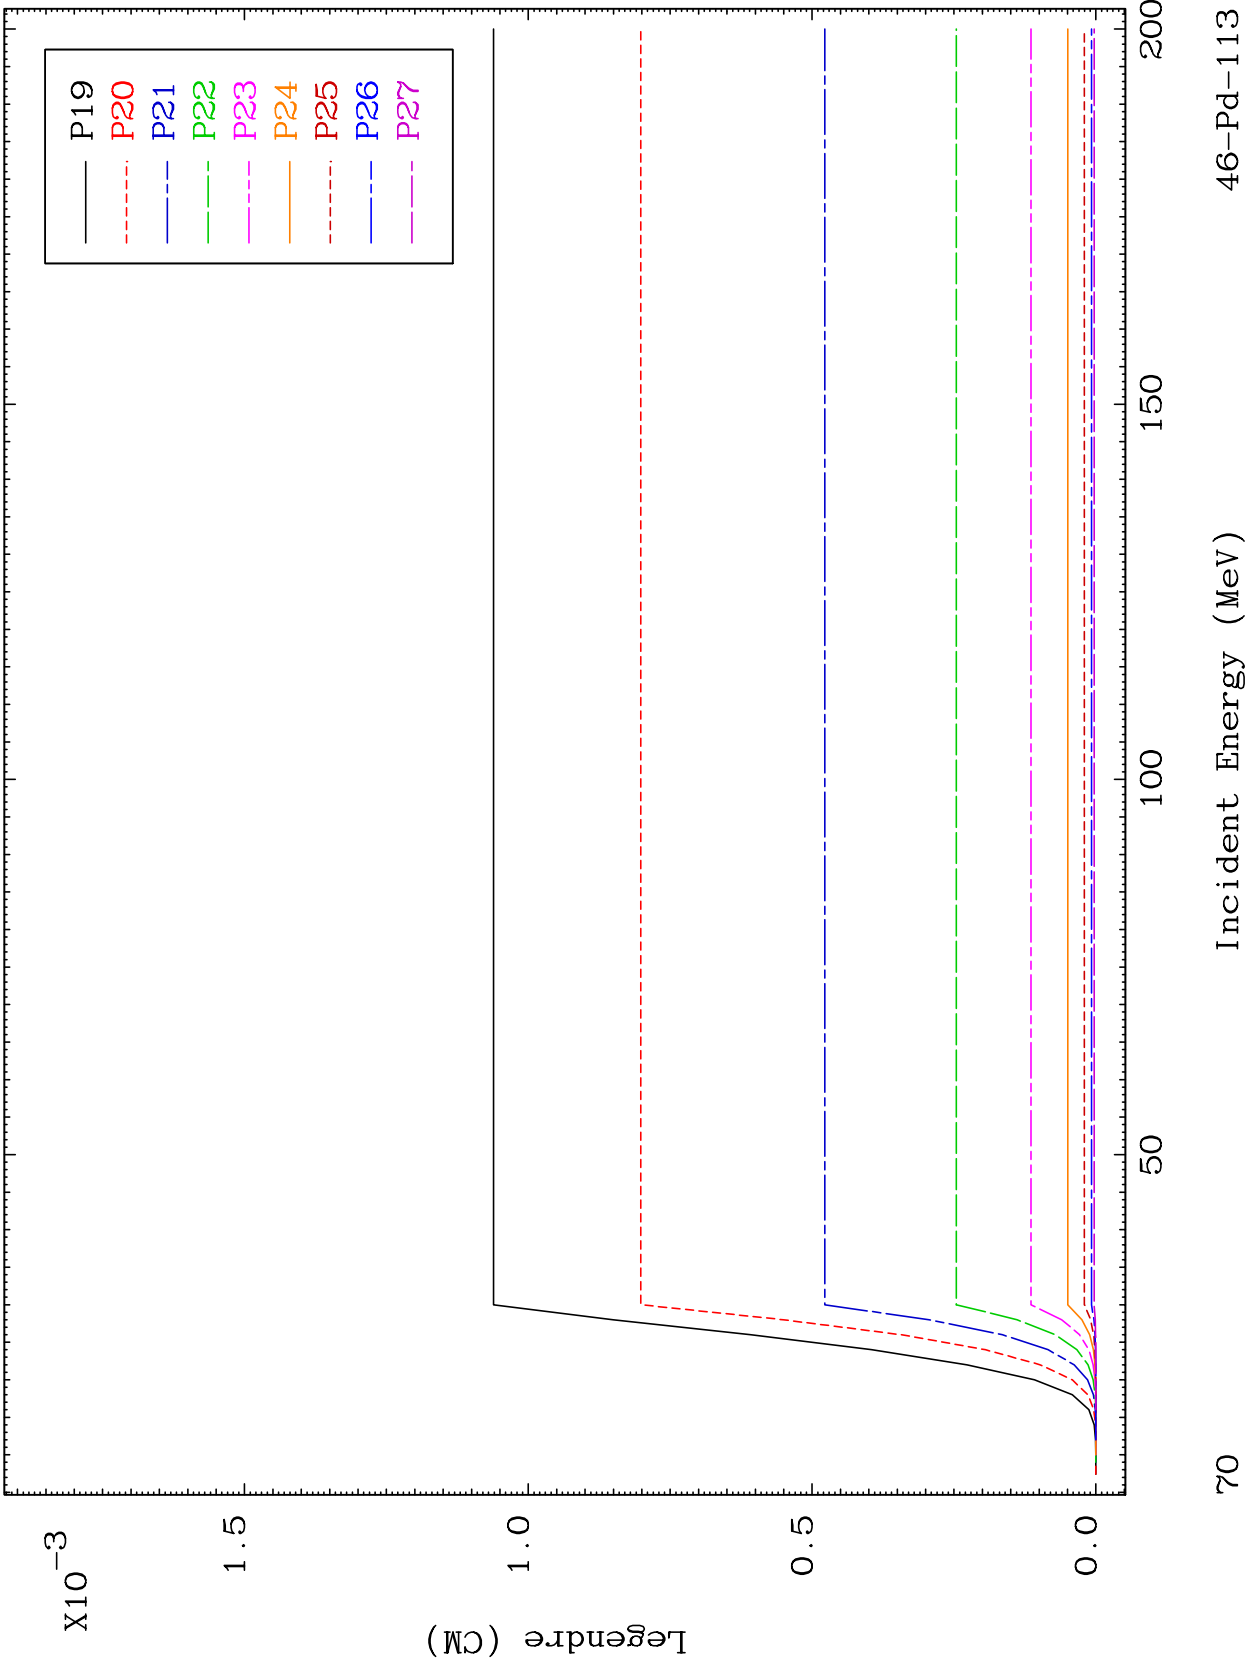 X10-3
1.5
1.0
0.5
0.0
Legendre (CM)
P19
P20
P21
P22
P23
P24
P25
P26
P27
50
100
150
200
Incident Energy (MeV)
70
46-Pd-113